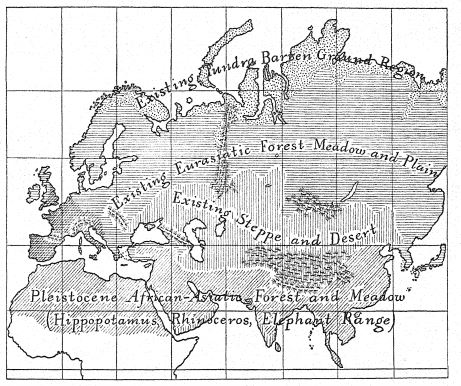 Existing Tundra Barren Ground Region
Existing Eurasiatic Forest-Meadow and Plain
Existing Steppe and Desert
Pleistocene African-Asiatic Forest and Meadow
(Hippopotamus, Rhinoceros, Elephant Range)